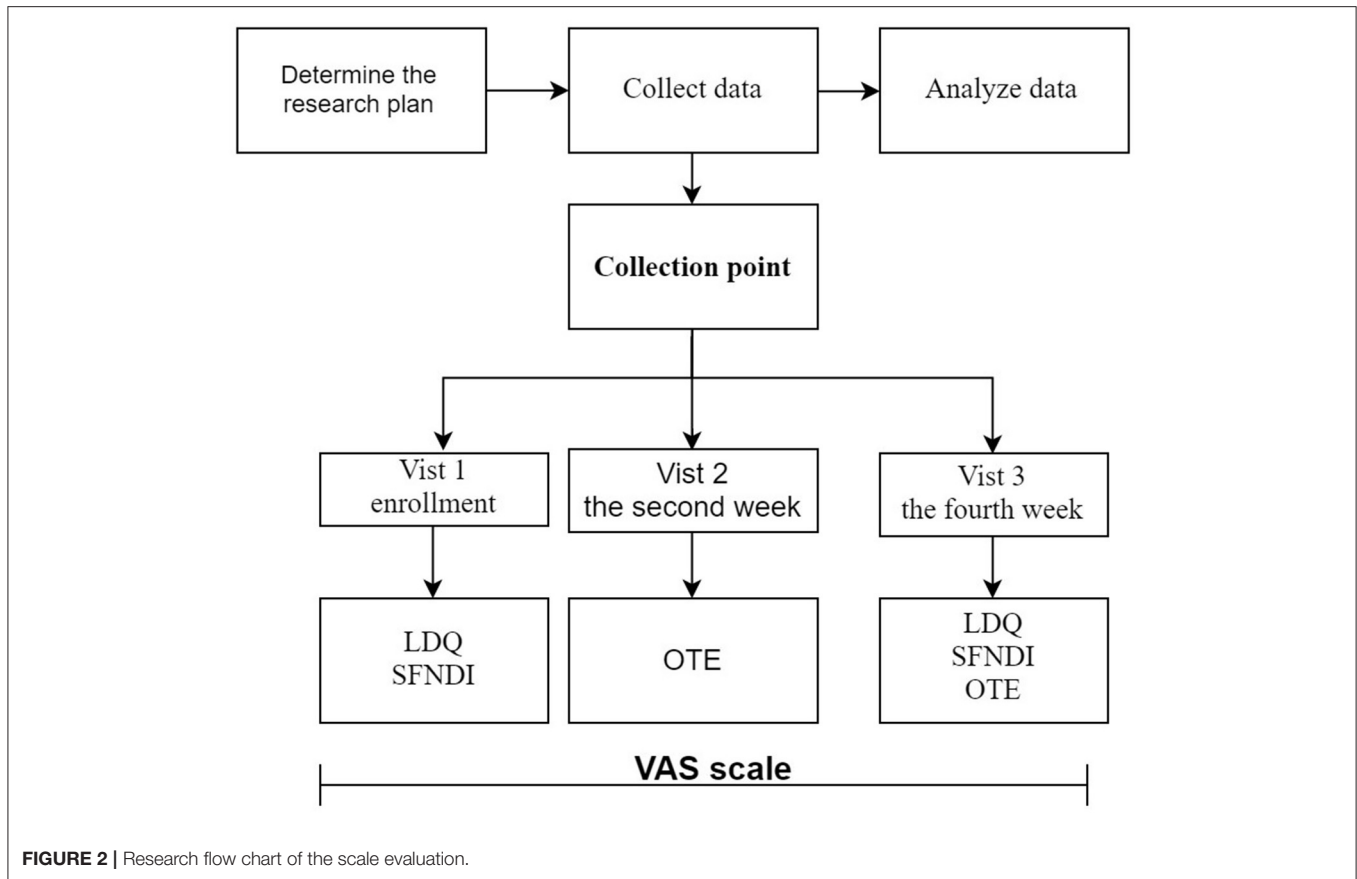 Determine the
research plan
Collect data
Analyze data
Collection point
Vist 1
enrollment
Vist 2
the second week
Vist 3
the fourth week
LDQ
SFNDI
OTE
LDQ
SFNDI
OTE
VAS scale
FIGURE 2 | Research flow chart of the scale evaluation.